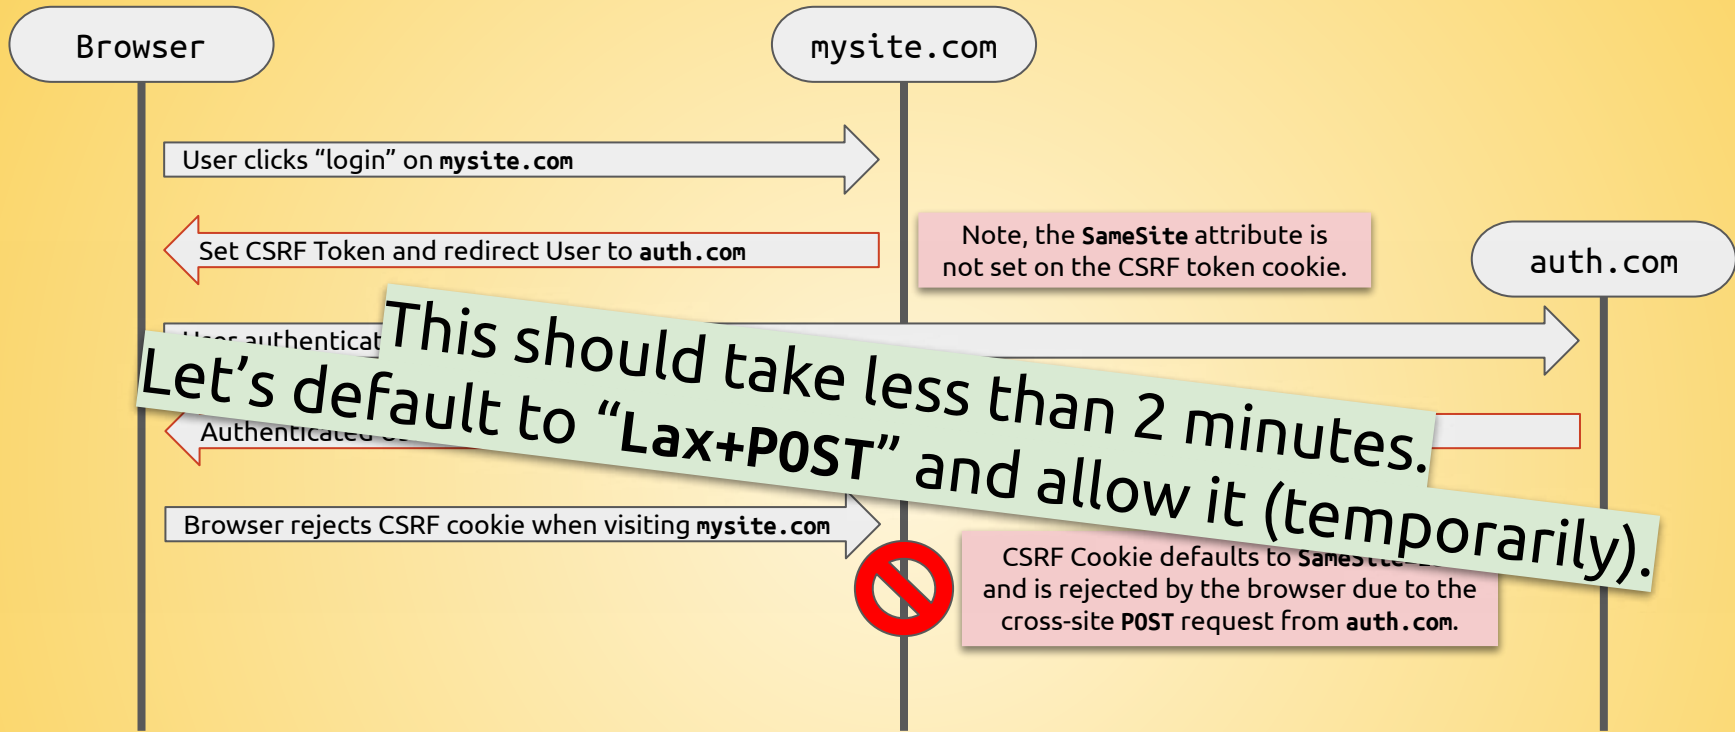 Browser
mysite.com
User clicks “login” on mysite.com
Set CSRF Token and redirect User to auth.com
Note, the SameSite attribute is
not set on the CSRF token cookie.
auth.com
This should take less than 2 minutes.
Let’s default to “Lax+POST” and allow it (temporarily).
Authenticated
Browser rejects CSRF cookie when visiting mysite.com
CSRF Cookie defaults to
and is rejected by the browser due to the
cross-site POST request from auth.com.